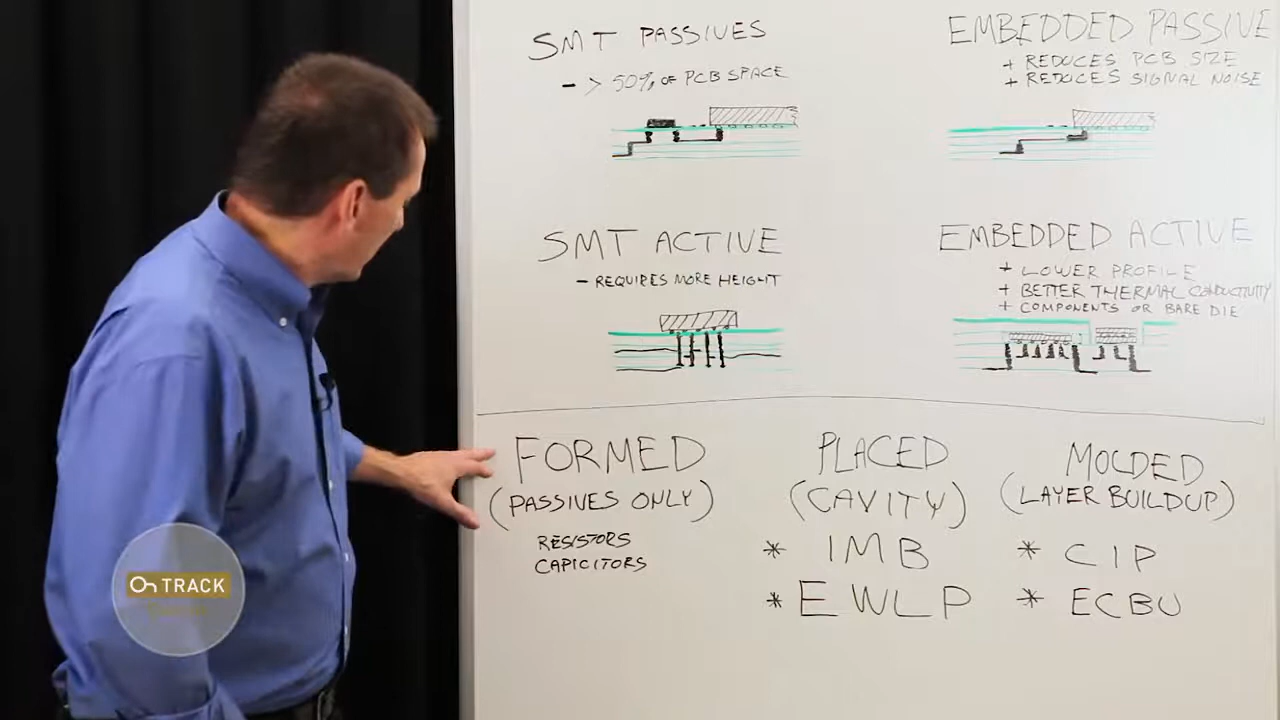 SMT PASSIVES
- > 50% OF PCB SPACE
EMBEDDED PASSIVE
+ REDUCES PCB SIZE
+ REDUCES SIGNAL NOISE
SMT ACTIVE
- REQUIRES MORE HEIGHT
EMBEDDED ACTIVE
+ LOWER PROFILE
+ BETTER THERMAL CONDUCTIVITY
+ COMPONENTS OR BARE DIE
FORMED
(PASSIVES ONLY)
RESISTORS
CAPICITORS
PLACED
(CAVITY)
* IMB
* EWLP
MOLDED
(LAYER BUILDUP)
* CIP
* ECBU
On TRACK